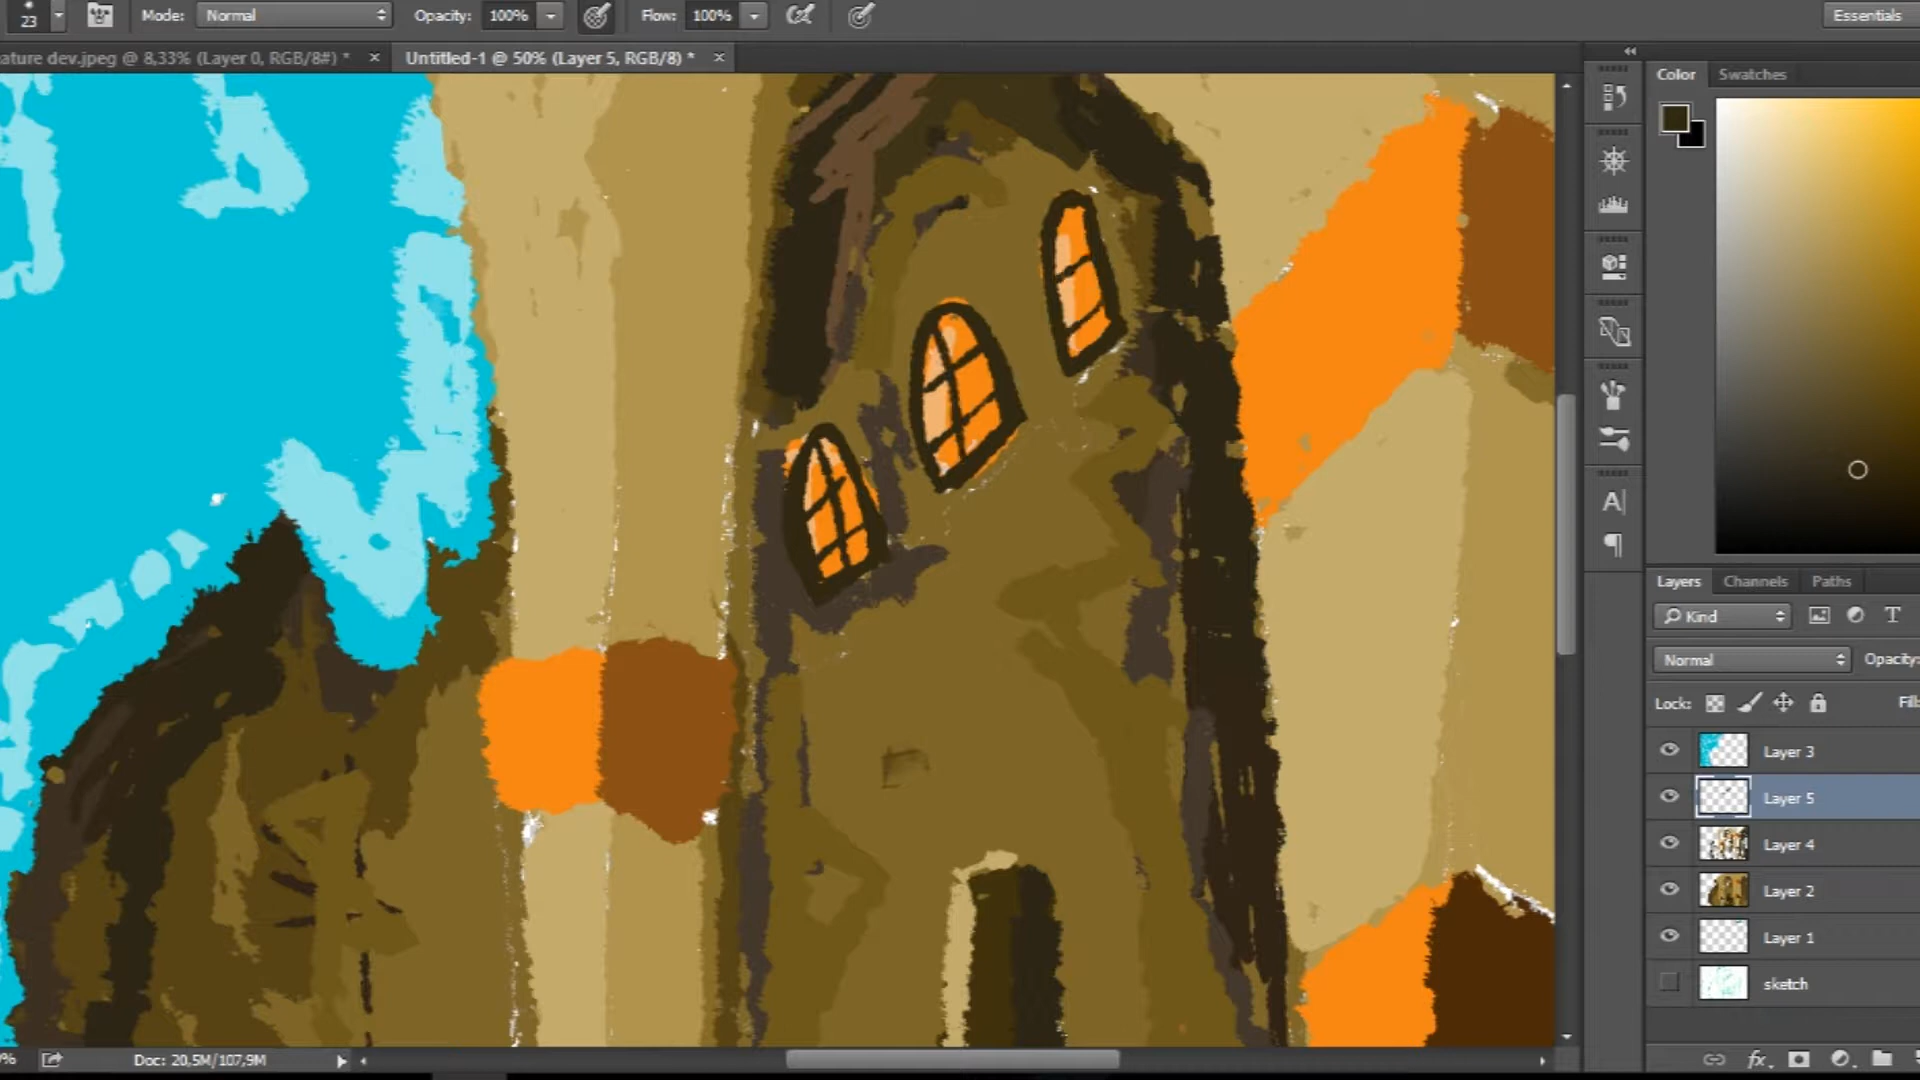 23 Mode: Normal Opacity: 100% Flow: 100% Essentials
ature dev.jpeg @ 8,33% (Layer 0, RGB/8#) * × Untitled-1 @ 50% (Layer 5, RGB/8) * ×
Color Swatches
A|
¶
Layers Channels Paths
Kind T
Normal Opacity:
Lock: Fill:
Layer 3
Layer 5
Layer 4
Layer 2
Layer 1
sketch
% Doc: 20,5M/107,9M fx